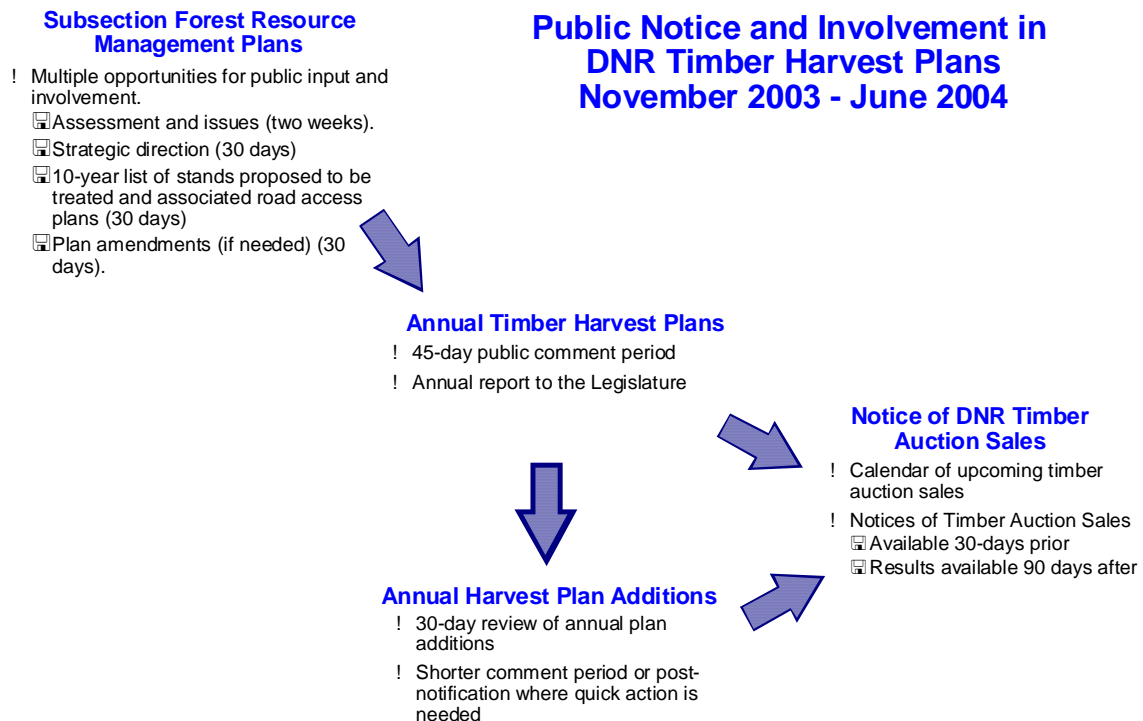 Subsection Forest Resource
Management Plans
! Multiple opportunities for public input and
involvement.
🖫Assessment and issues (two weeks).
🖫Strategic direction (30 days)
🖫10-year list of stands proposed to be
treated and associated road access
plans (30 days)
🖫Plan amendments (if needed) (30
days).
Public Notice and Involvement in
DNR Timber Harvest Plans
November 2003 - June 2004
Annual Timber Harvest Plans
! 45-day public comment period
! Annual report to the Legislature
Notice of DNR Timber
Auction Sales
! Calendar of upcoming timber
auction sales
! Notices of Timber Auction Sales
🖫Available 30-days prior
🖫Results available 90 days after
Annual Harvest Plan Additions
! 30-day review of annual plan
additions
! Shorter comment period or post-
notification where quick action is
needed